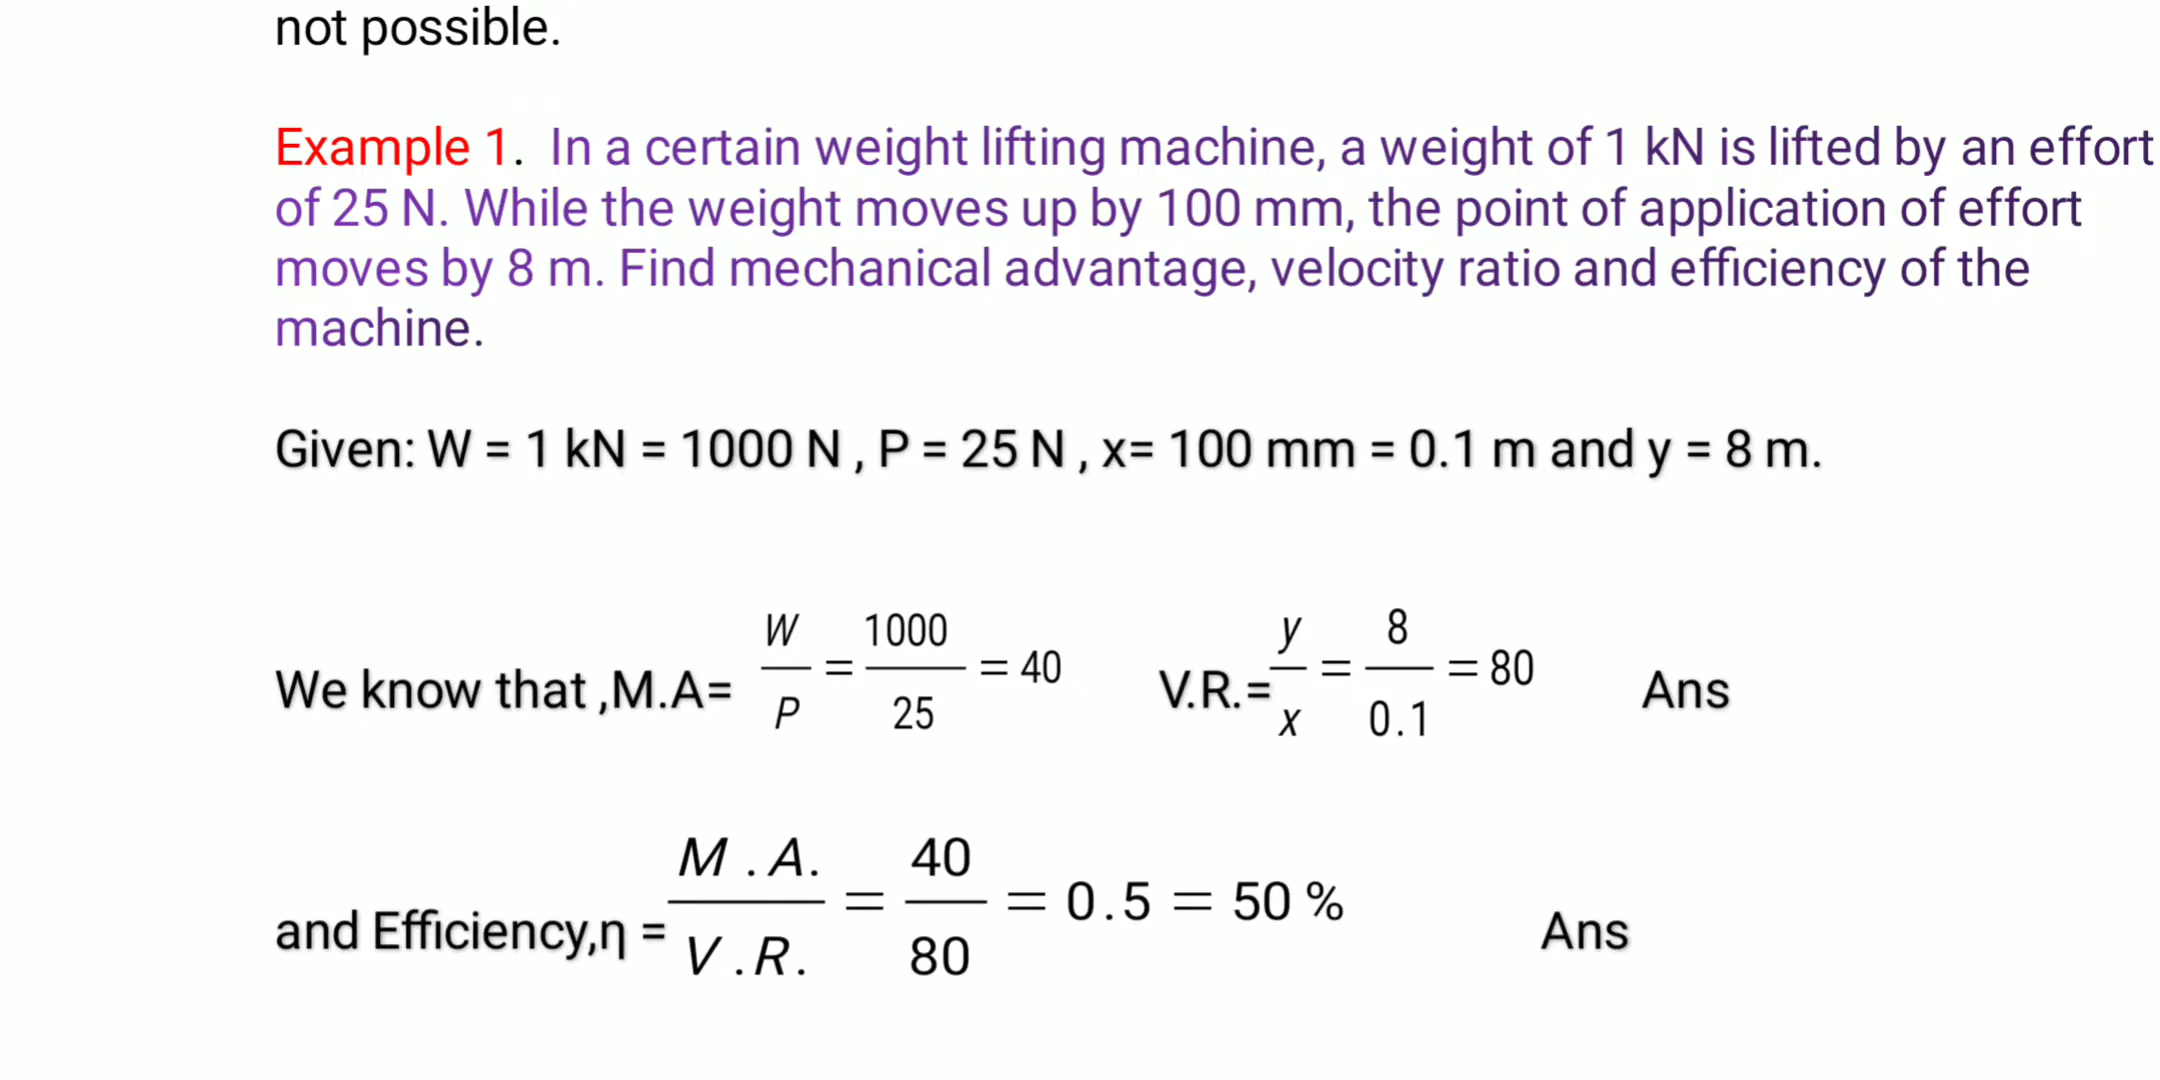 not possible.
Example 1. In a certain weight lifting machine, a weight of 1 kN is lifted by an effort
of 25 N. While the weight moves up by 100 mm, the point of application of effort
moves by 8 m. Find mechanical advantage, velocity ratio and efficiency of the
machine.
Given: W = 1 kN = 1000 N , P = 25 N , x= 100 mm = 0.1 m and y = 8 m.
We know that ,M.A= W/P = 1000/25 = 40 V.R.= y/x = 8/0.1 = 80 Ans
and Efficiency,η = M.A./V.R. = 40/80 = 0.5 = 50 % Ans